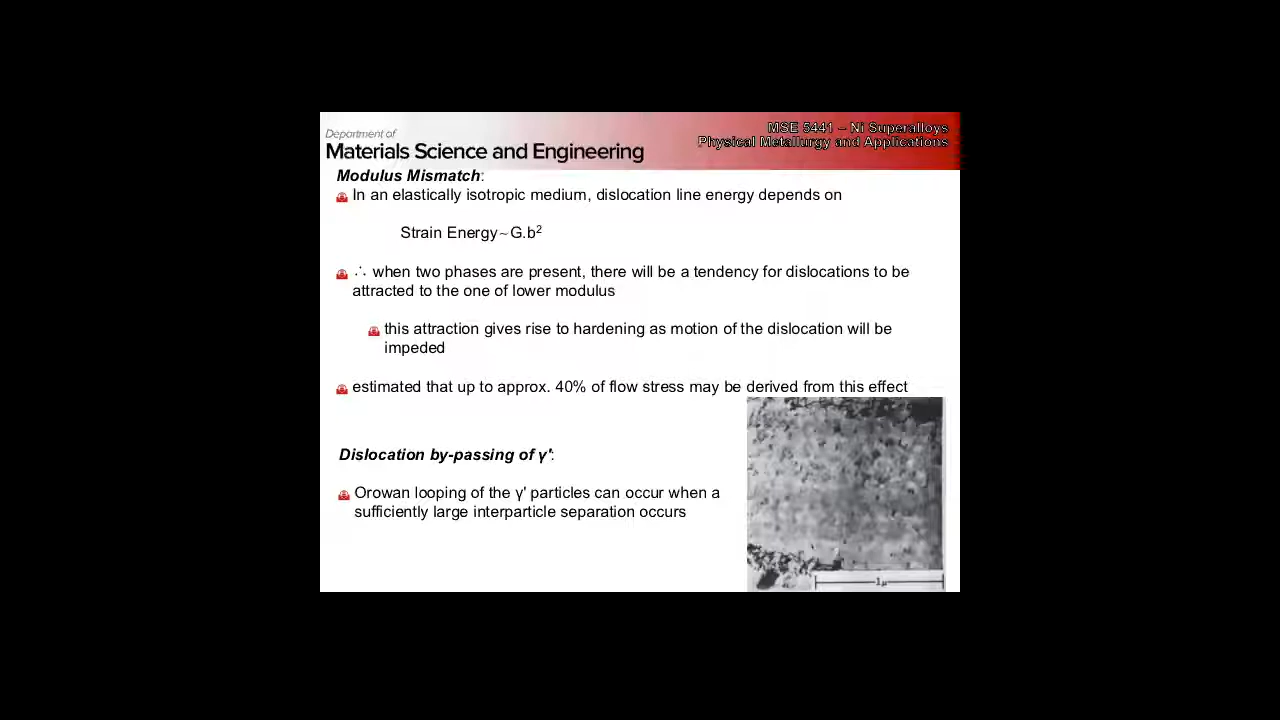 Department of
Materials Science and Engineering
MSE 5441 – Ni Superalloys
Physical Metallurgy and Applications
Modulus Mismatch:
In an elastically isotropic medium, dislocation line energy depends on
Strain Energy~G.b²
∴ when two phases are present, there will be a tendency for dislocations to be
attracted to the one of lower modulus
this attraction gives rise to hardening as motion of the dislocation will be
impeded
estimated that up to approx. 40% of flow stress may be derived from this effect
Dislocation by-passing of γ':
Orowan looping of the γ' particles can occur when a
sufficiently large interparticle separation occurs
1μ